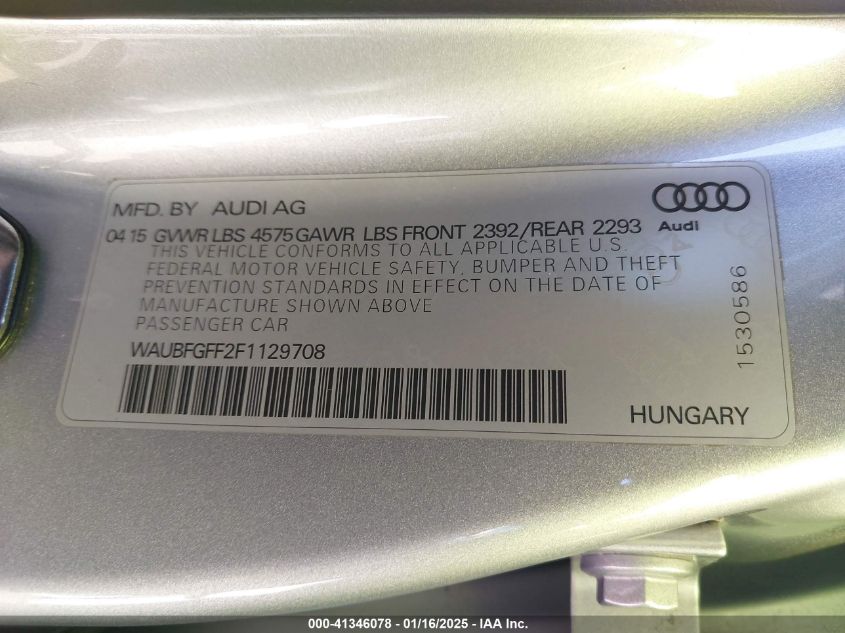 MFD. BY AUDI AG
04 15 GVWR LBS 4575 GAWR LBS FRONT 2392/REAR 2293
Audi
THIS VEHICLE CONFORMS TO ALL APPLICABLE U.S.
FEDERAL MOTOR VEHICLE SAFETY, BUMPER AND THEFT
PREVENTION STANDARDS IN EFFECT ON THE DATE OF
MANUFACTURE SHOWN ABOVE
PASSENGER CAR
WAUBFGFF2F1129708
1530586
HUNGARY
000-41346078 - 01/16/2025 - IAA Inc.